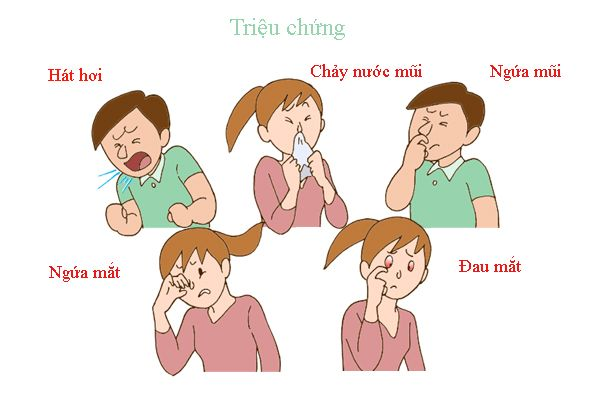 Triệu chứng
Hát hơi
Chảy nước mũi
Ngứa mũi
Ngứa mắt
Đau mắt